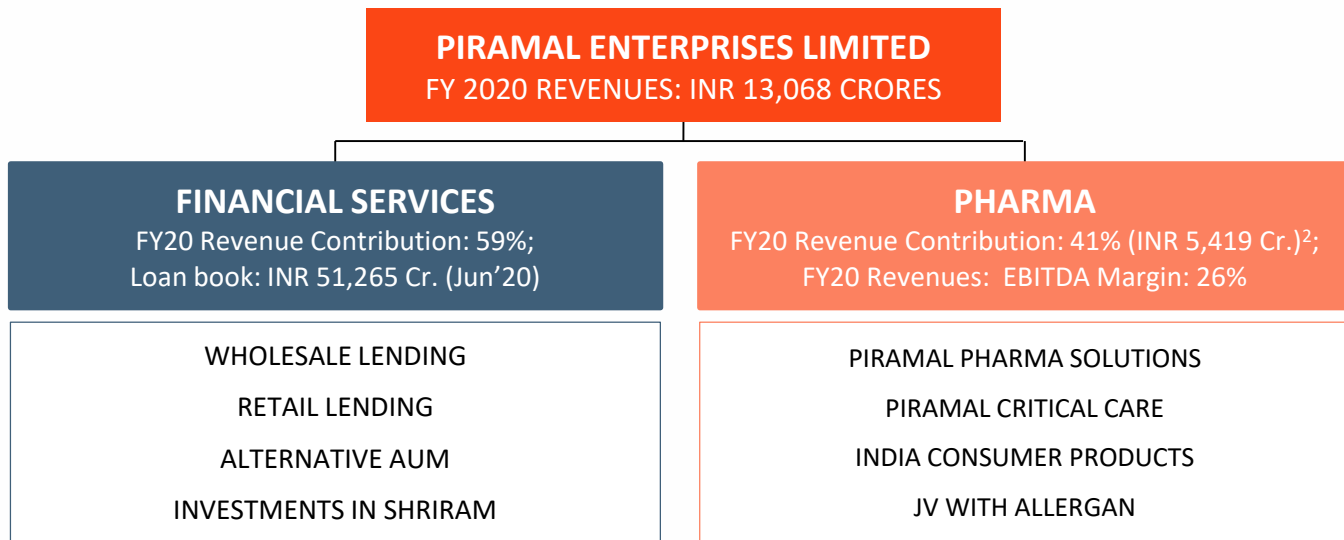 PIRAMAL ENTERPRISES LIMITED
FY 2020 REVENUES: INR 13,068 CRORES
FINANCIAL SERVICES
FY20 Revenue Contribution: 59%;
Loan book: INR 51,265 Cr. (Jun’20)
WHOLESALE LENDING
RETAIL LENDING
ALTERNATIVE AUM
INVESTMENTS IN SHRIRAM
PHARMA
FY20 Revenue Contribution: 41% (INR 5,419 Cr.)²;
FY20 Revenues:  EBITDA Margin: 26%
PIRAMAL PHARMA SOLUTIONS
PIRAMAL CRITICAL CARE
INDIA CONSUMER PRODUCTS
JV WITH ALLERGAN